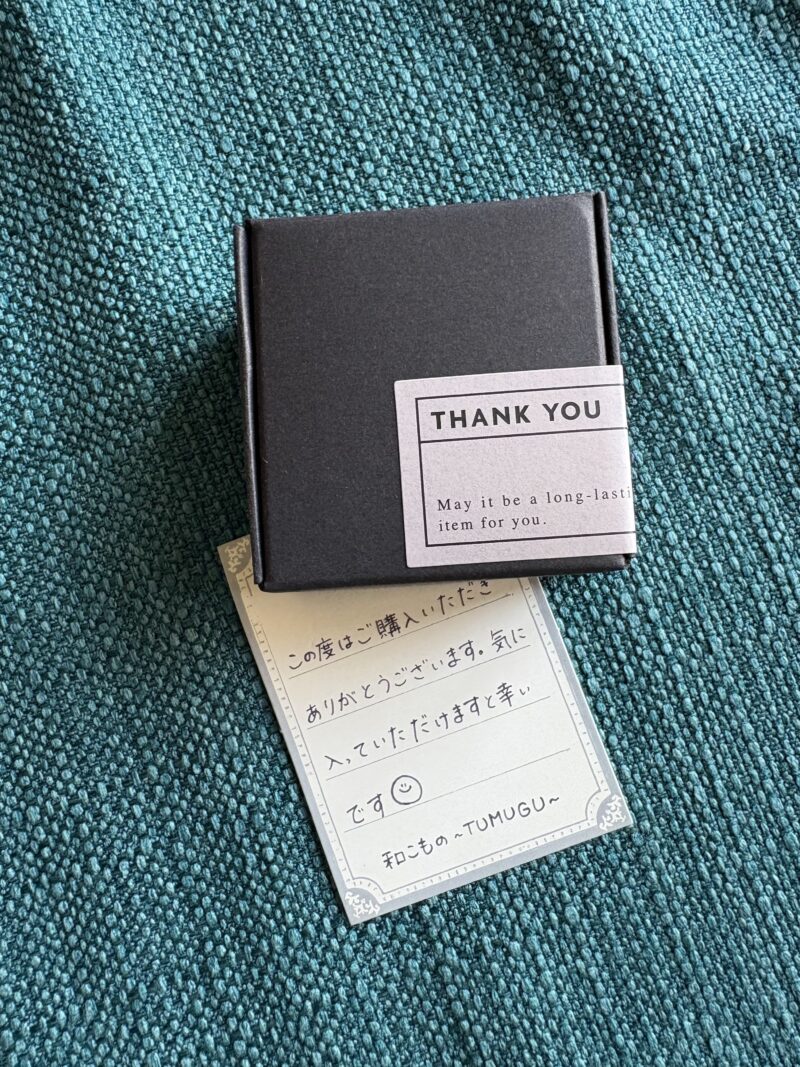 THANK YOU
May it be a long-lasti
item for you.
この度はご購入いただき
ありがとうございます。気に
入っていただけますと幸い
です
和こもの ~TUMUGU~